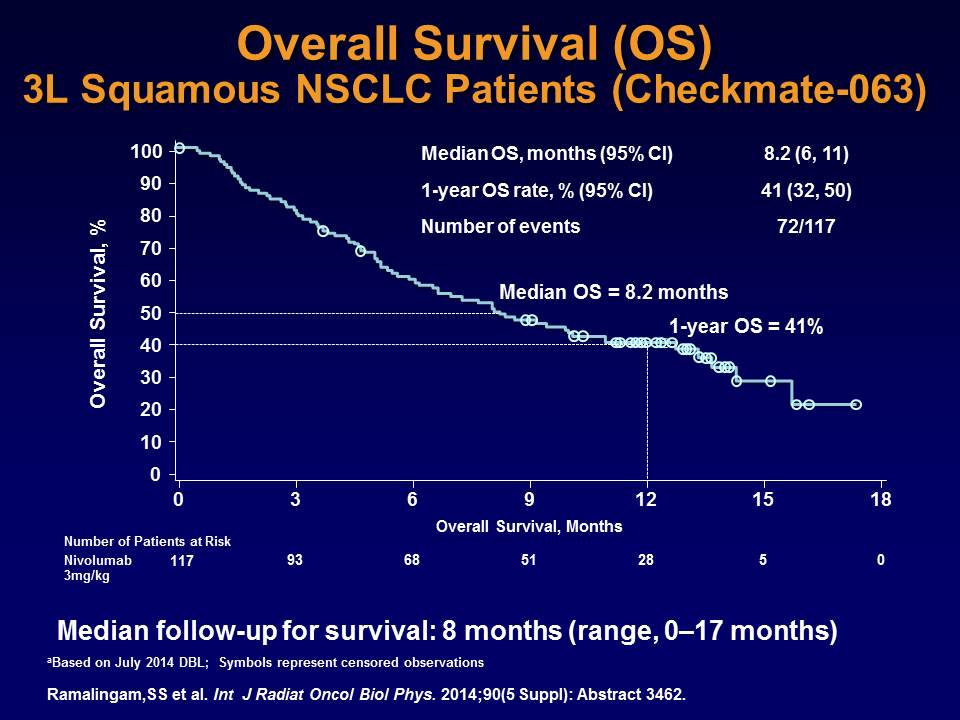 Overall Survival (OS)
3L Squamous NSCLC Patients (Checkmate-063)
Median OS, months (95% CI) 8.2 (6, 11)
1-year OS rate, % (95% CI) 41 (32, 50)
Number of events 72/117
Overall Survival, %
100
90
80
70
60
50
40
30
20
10
0
Median OS = 8.2 months
1-year OS = 41%
0 3 6 9 12 15 18
Overall Survival, Months
Number of Patients at Risk
Nivolumab 117 93 68 51 28 5 0
3mg/kg
Median follow-up for survival: 8 months (range, 0–17 months)
ᵃBased on July 2014 DBL; Symbols represent censored observations
Ramalingam,SS et al. Int J Radiat Oncol Biol Phys. 2014;90(5 Suppl): Abstract 3462.